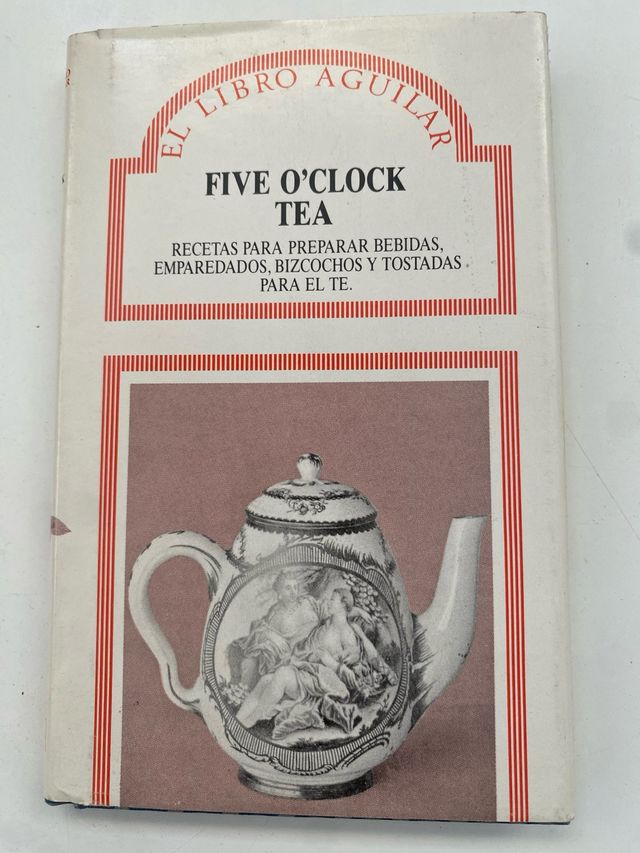 EL LIBRO AGUILAR
FIVE O'CLOCK
TEA
RECETAS PARA PREPARAR BEBIDAS,
EMPAREDADOS, BIZCOCHOS Y TOSTADAS
PARA EL TE.